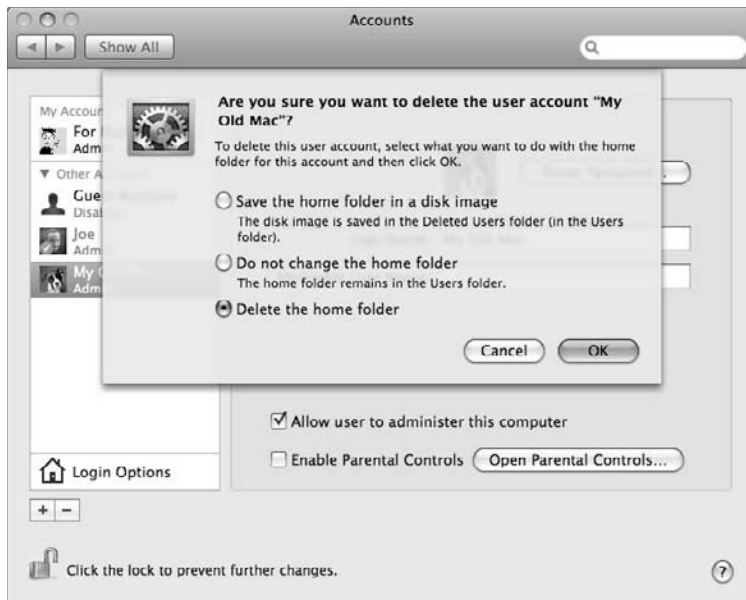 Accounts
Show All
Are you sure you want to delete the user account "My
Old Mac"?
To delete this user account, select what you want to do with the home
folder for this account and then click OK.
Save the home folder in a disk image
The disk image is saved in the Deleted Users folder (in the Users
folder).
Do not change the home folder
The home folder remains in the Users folder.
Delete the home folder
Cancel
OK
My Accoun
For
Adm
Other A
Gue
Disa
Joe
Adm
My
Adm
Allow user to administer this computer
Enable Parental Controls
Open Parental Controls...
Login Options
+ −
Click the lock to prevent further changes.
?